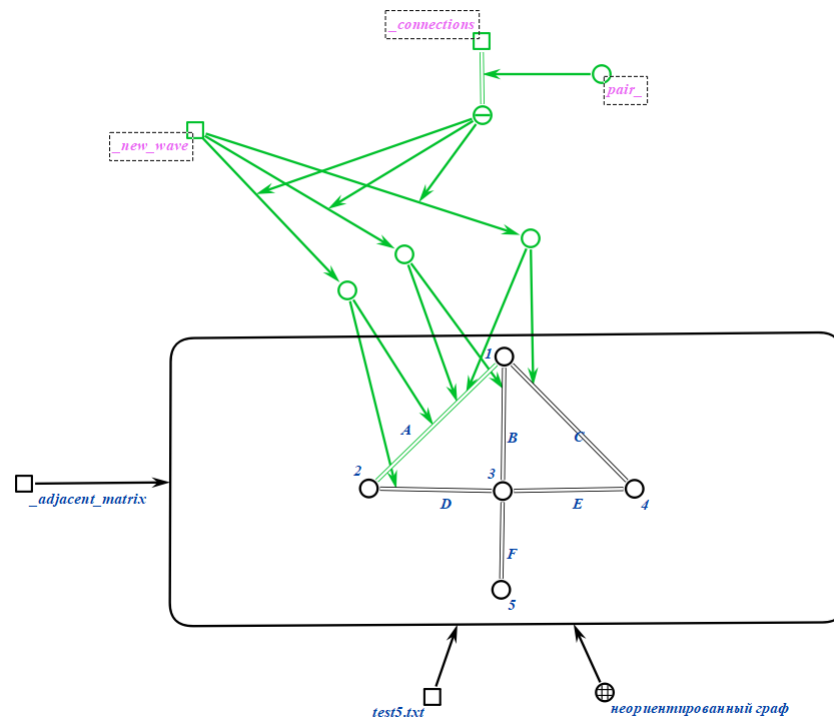 _connections
pair_
_new_wave
1
A
B
C
2
3
4
_adjacent_matrix
D
E
F
5
test5.txt
неориентированный граф